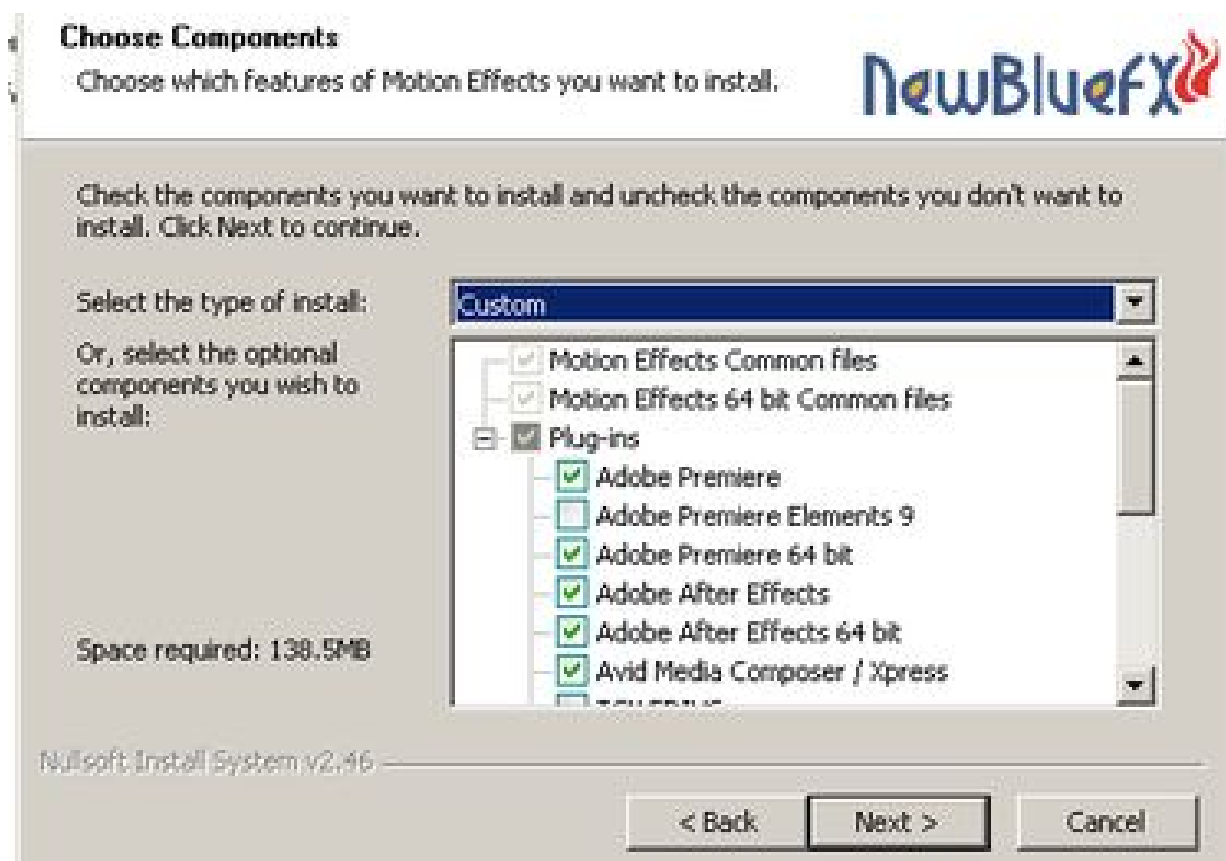 Choose Components
Choose which features of Motion Effects you want to install.
NewBlueFX
Check the components you want to install and uncheck the components you don't want to
install. Click Next to continue.
Select the type of install:
Custom
Or, select the optional
components you wish to
install:
Motion Effects Common files
Motion Effects 64 bit Common files
Plug-ins
Adobe Premiere
Adobe Premiere Elements 9
Adobe Premiere 64 bit
Adobe After Effects
Adobe After Effects 64 bit
Avid Media Composer / Xpress
Space required: 138.5MB
Nullsoft Install System v2.46
< Back
Next >
Cancel